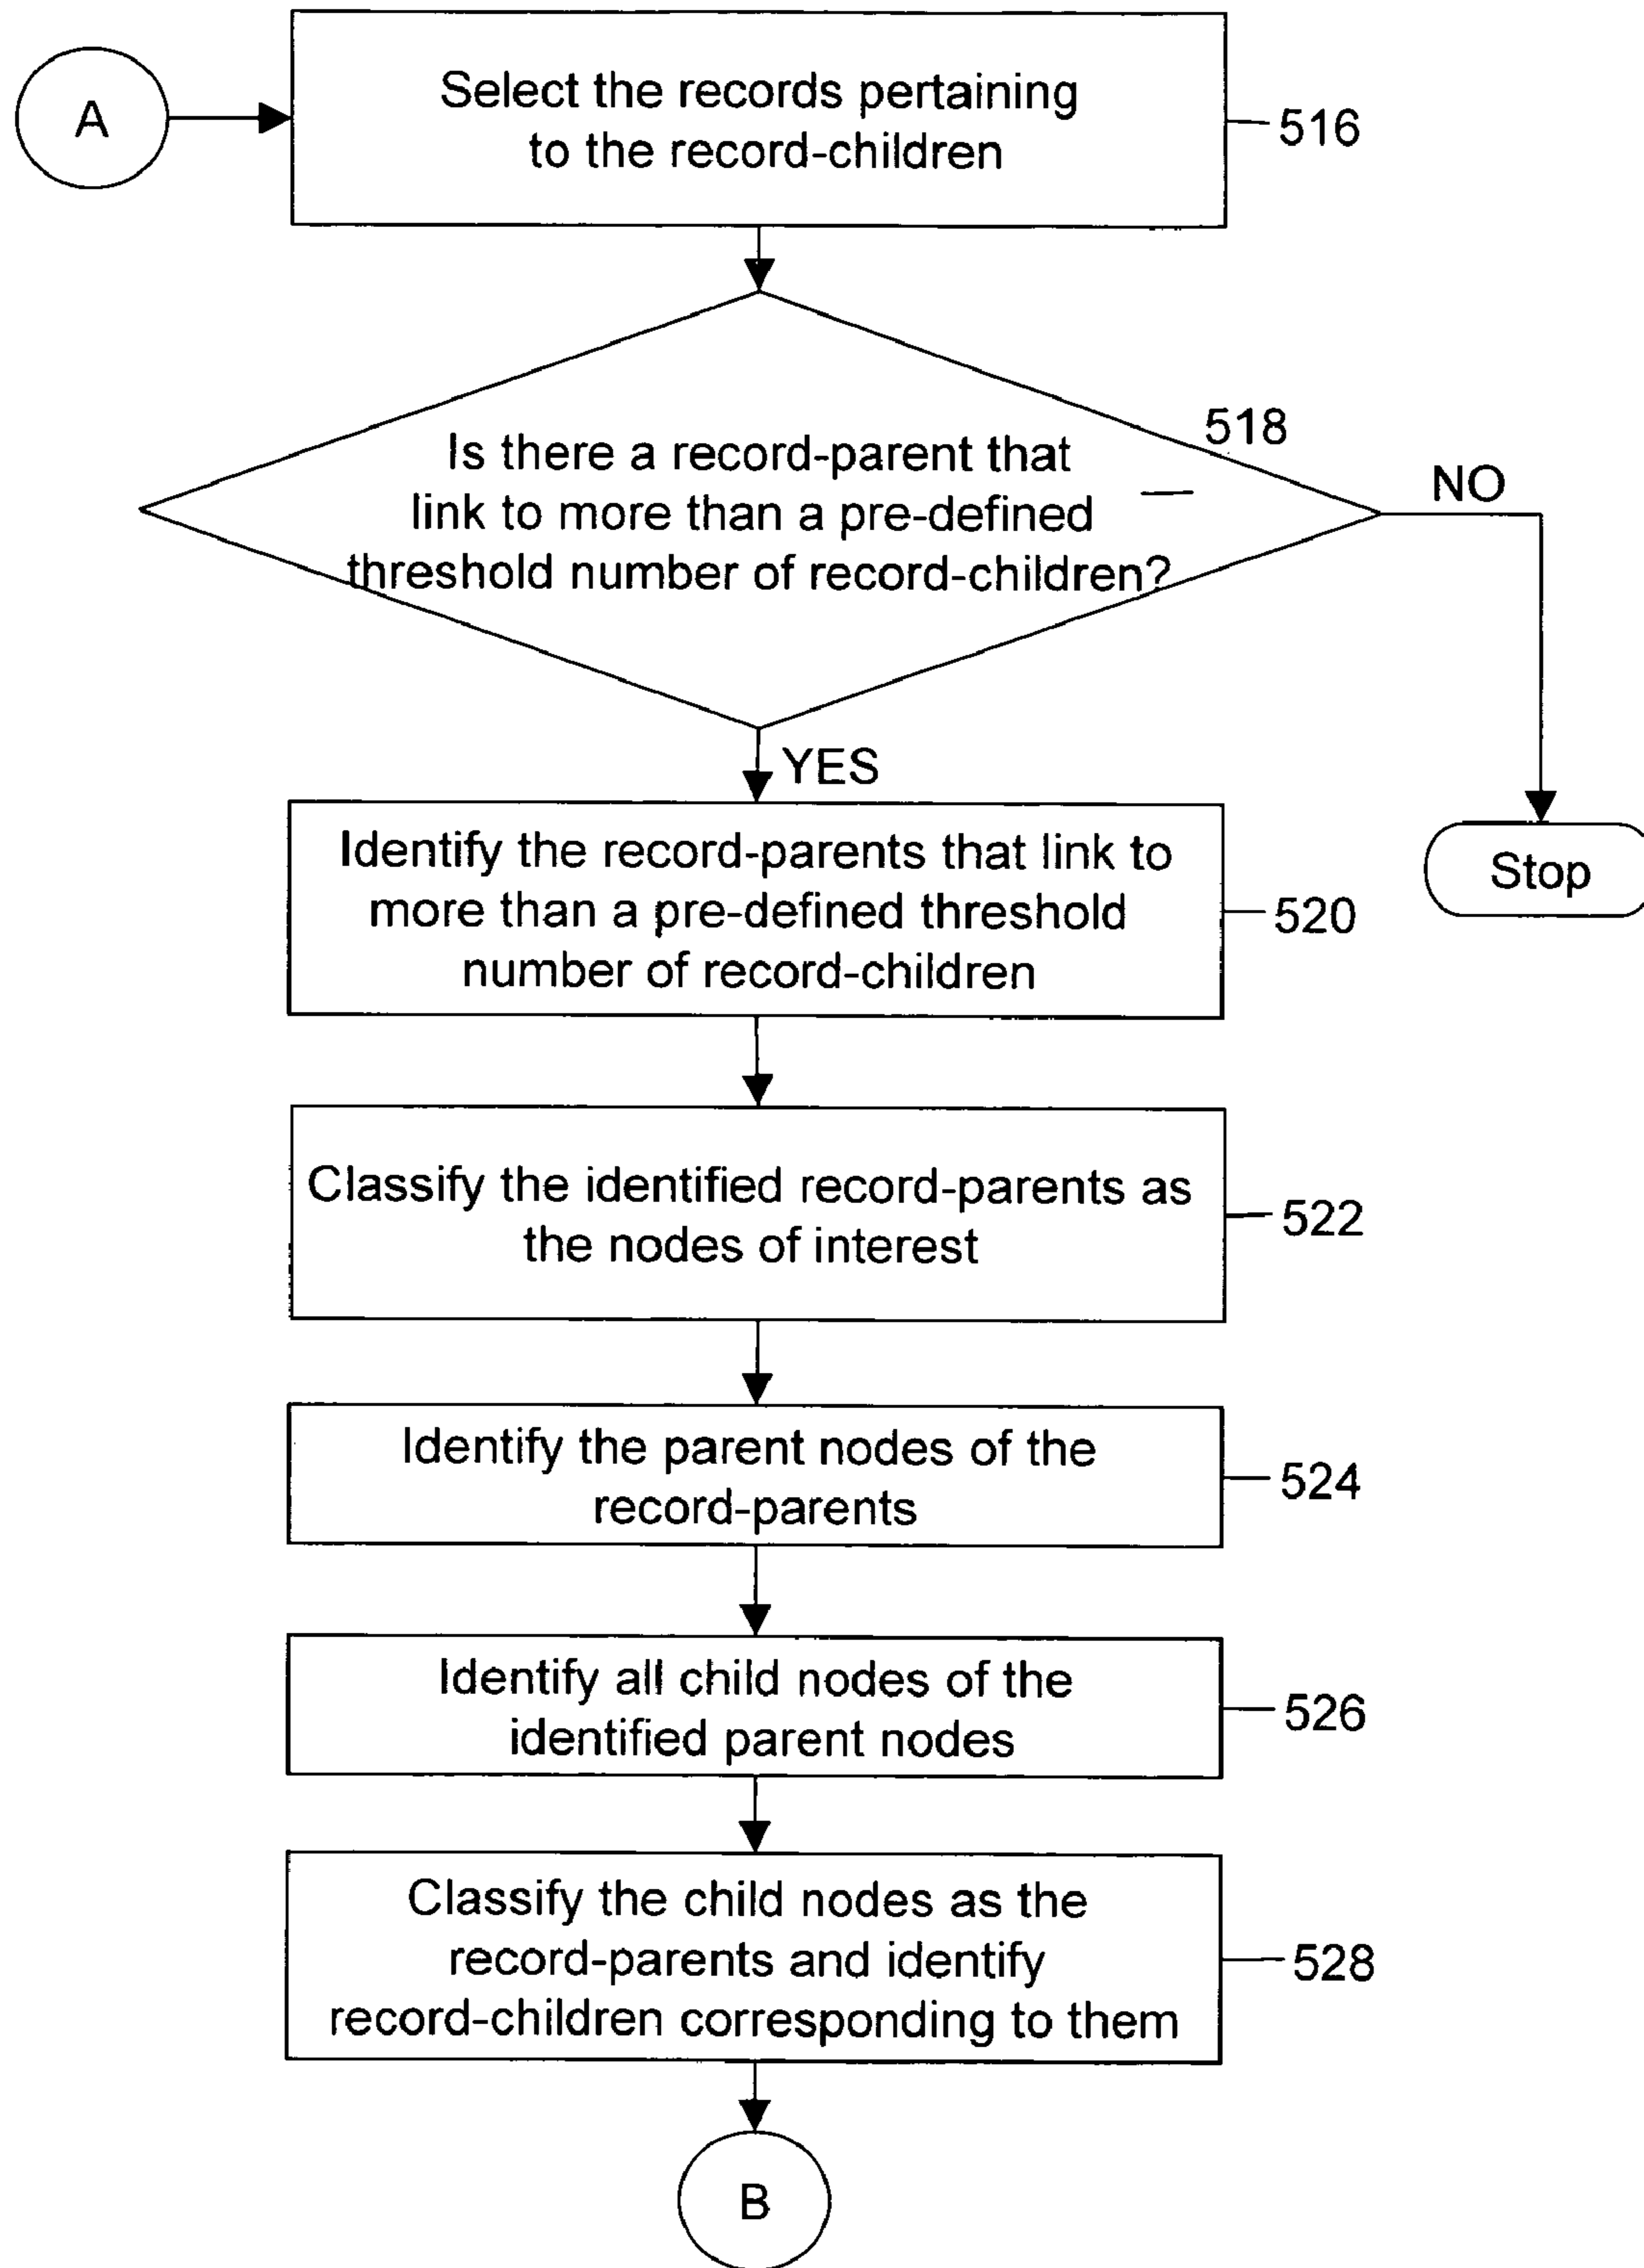 A
Select the records pertaining
to the record-children
516
518
Is there a record-parent that
link to more than a pre-defined
threshold number of record-children?
NO
YES
Stop
Identify the record-parents that link to
more than a pre-defined threshold
number of record-children
520
Classify the identified record-parents as
the nodes of interest
522
Identify the parent nodes of the
record-parents
524
Identify all child nodes of the
identified parent nodes
526
Classify the child nodes as the
record-parents and identify
record-children corresponding to them
528
B